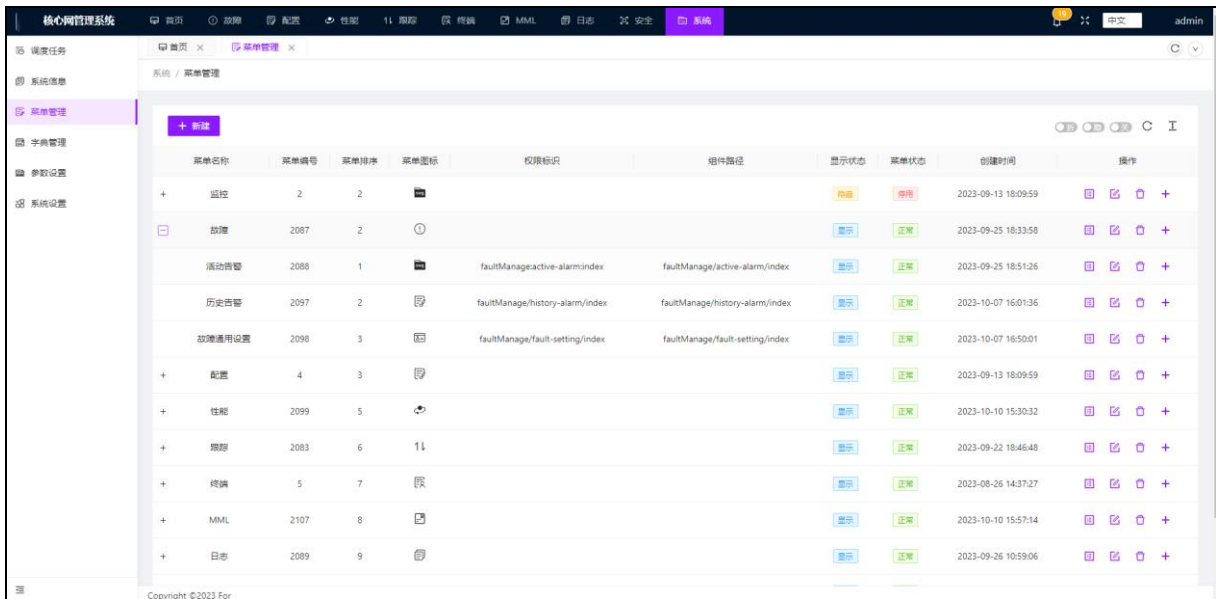 核心网管理系统 首页 故障 配置 性能 跟踪 终端 MML 日志 安全 系统 19 中文 admin
调度任务
系统信息
菜单管理
字典管理
参数设置
系统设置
首页 菜单管理
系统 / 菜单管理
新建
菜单名称 菜单编号 菜单排序 菜单图标 权限标识 组件路径 显示状态 菜单状态 创建时间 操作
监控 2 2 隐藏 停用 2023-09-13 18:09:59
故障 2087 2 显示 正常 2023-09-25 18:33:58
活动告警 2088 1 faultManage:active-alarm:index faultManage/active-alarm/index 显示 正常 2023-09-25 18:51:26
历史告警 2097 2 faultManage/history-alarm/index faultManage/history-alarm/index 显示 正常 2023-10-07 16:01:36
故障通用设置 2098 3 faultManage/fault-setting/index faultManage/fault-setting/index 显示 正常 2023-10-07 16:50:01
配置 4 3 显示 正常 2023-09-13 18:09:59
性能 2099 5 显示 正常 2023-10-10 15:30:32
跟踪 2083 6 显示 正常 2023-09-22 18:46:48
终端 5 7 显示 正常 2023-08-26 14:37:27
MML 2107 8 显示 正常 2023-10-10 15:57:14
日志 2089 9 显示 正常 2023-09-26 10:59:06
Copyright ©2023 For